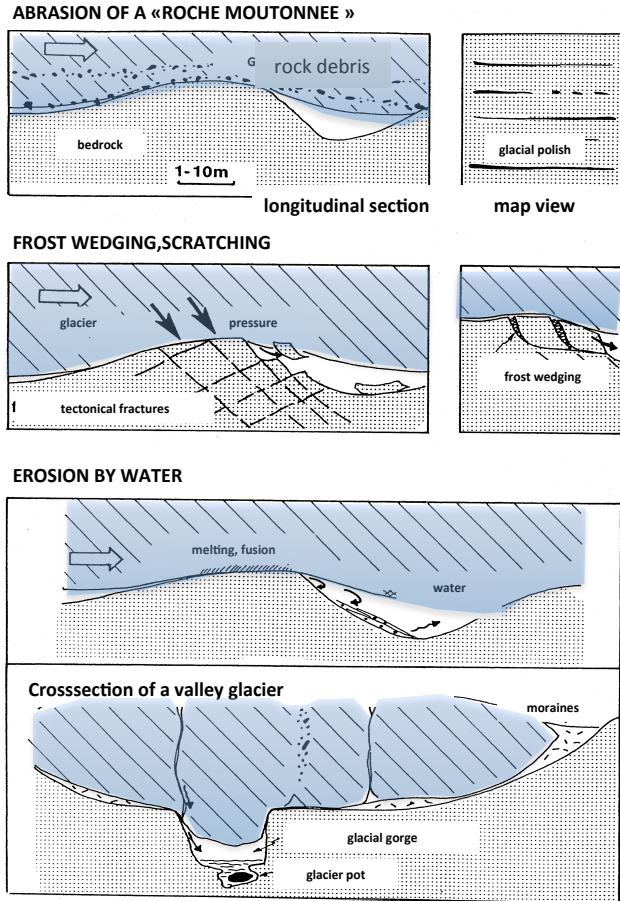 ABRASION OF A «ROCHE MOUTONNEE »
G
rock debris
bedrock
glacial polish
1-10m
longitudinal section
map view
FROST WEDGING,SCRATCHING
glacier
pressure
frost wedging
1
tectonical fractures
EROSION BY WATER
melting, fusion
water
Crosssection of a valley glacier
moraines
glacial gorge
glacier pot